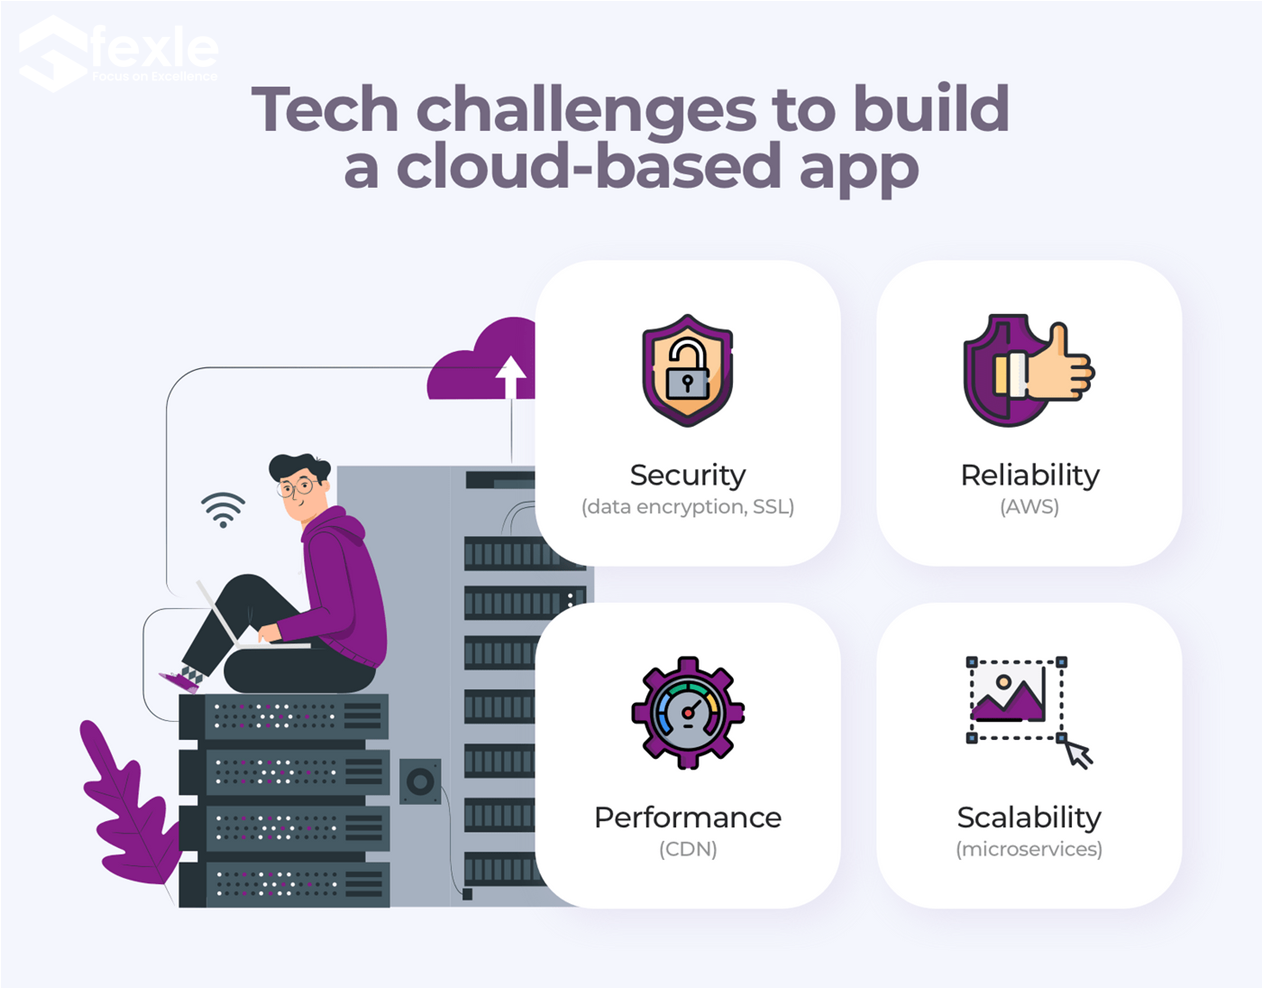 fexle
Focus on Excellence
Tech challenges to build
a cloud-based app
Security
(data encryption, SSL)
Reliability
(AWS)
Performance
(CDN)
Scalability
(microservices)